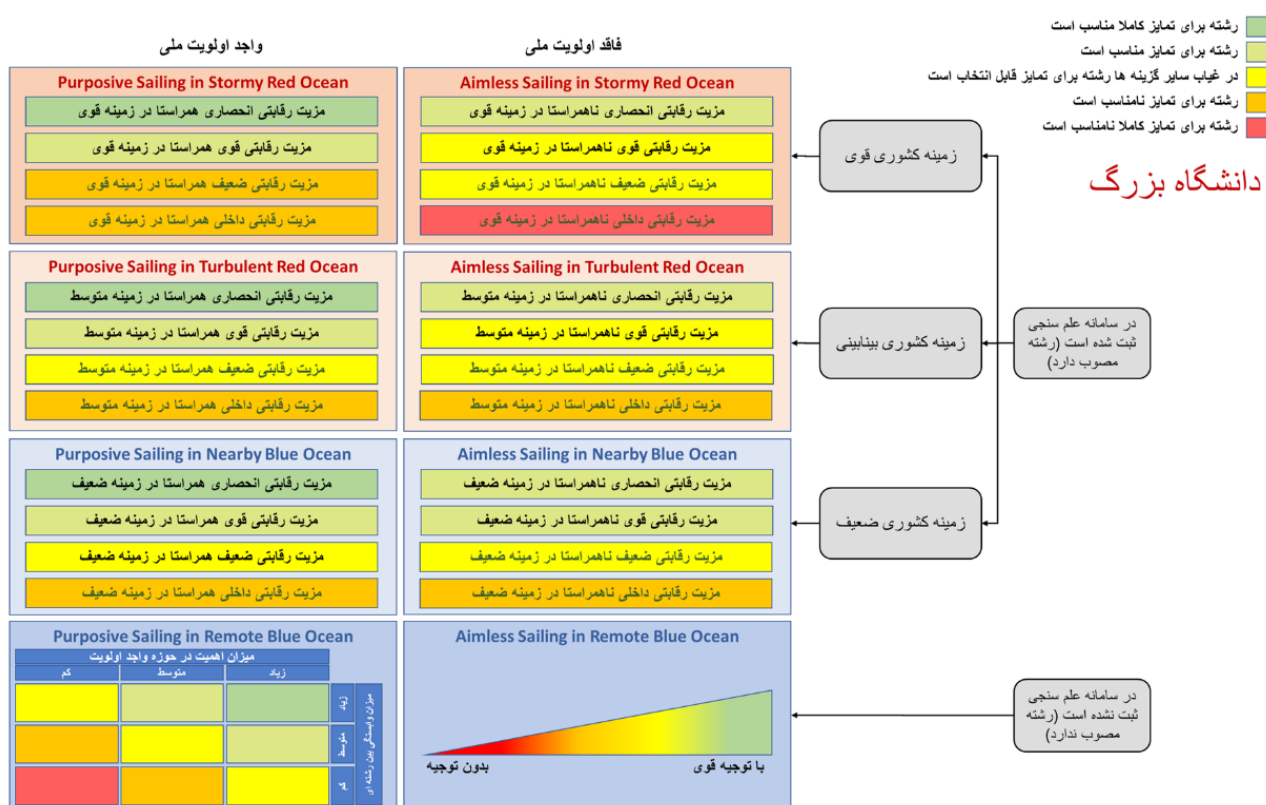 واجد اولویت ملی
فاقد اولویت ملی
رشته برای تمایز کاملا مناسب است
رشته برای تمایز مناسب است
در غیاب سایر گزینه ها رشته برای تمایز قابل انتخاب است
رشته برای تمایز نامناسب است
رشته برای تمایز کاملا نامناسب است
دانشگاه بزرگ
Purposive Sailing in Stormy Red Ocean
مزیت رقابتی انحصاری همراستا در زمینه قوی
مزیت رقابتی قوی همراستا در زمینه قوی
مزیت رقابتی ضعیف همراستا در زمینه قوی
مزیت رقابتی داخلی همراستا در زمینه قوی
Aimless Sailing in Stormy Red Ocean
مزیت رقابتی انحصاری ناهمراستا در زمینه قوی
مزیت رقابتی قوی ناهمراستا در زمینه قوی
مزیت رقابتی ضعیف ناهمراستا در زمینه قوی
مزیت رقابتی داخلی ناهمراستا در زمینه قوی
زمینه کشوری قوی
Purposive Sailing in Turbulent Red Ocean
مزیت رقابتی انحصاری همراستا در زمینه متوسط
مزیت رقابتی قوی همراستا در زمینه متوسط
مزیت رقابتی ضعیف همراستا در زمینه متوسط
مزیت رقابتی داخلی همراستا در زمینه متوسط
Aimless Sailing in Turbulent Red Ocean
مزیت رقابتی انحصاری ناهمراستا در زمینه متوسط
مزیت رقابتی قوی ناهمراستا در زمینه متوسط
مزیت رقابتی ضعیف ناهمراستا در زمینه متوسط
مزیت رقابتی داخلی ناهمراستا در زمینه متوسط
زمینه کشوری بینابینی
در سامانه علم سنجی
ثبت شده است (رشته
مصوب دارد)
Purposive Sailing in Nearby Blue Ocean
مزیت رقابتی انحصاری همراستا در زمینه ضعیف
مزیت رقابتی قوی همراستا در زمینه ضعیف
مزیت رقابتی ضعیف همراستا در زمینه ضعیف
مزیت رقابتی داخلی همراستا در زمینه ضعیف
Aimless Sailing in Nearby Blue Ocean
مزیت رقابتی انحصاری ناهمراستا در زمینه ضعیف
مزیت رقابتی قوی ناهمراستا در زمینه ضعیف
مزیت رقابتی ضعیف ناهمراستا در زمینه ضعیف
مزیت رقابتی داخلی ناهمراستا در زمینه ضعیف
زمینه کشوری ضعیف
Purposive Sailing in Remote Blue Ocean
میزان اهمیت در حوزه واجد اولویت
زیاد
متوسط
کم
میزان وابستگی بین رشته ای
زیاد
متوسط
کم
Aimless Sailing in Remote Blue Ocean
با توجیه قوی
بدون توجیه
در سامانه علم سنجی
ثبت نشده است (رشته
مصوب ندارد)